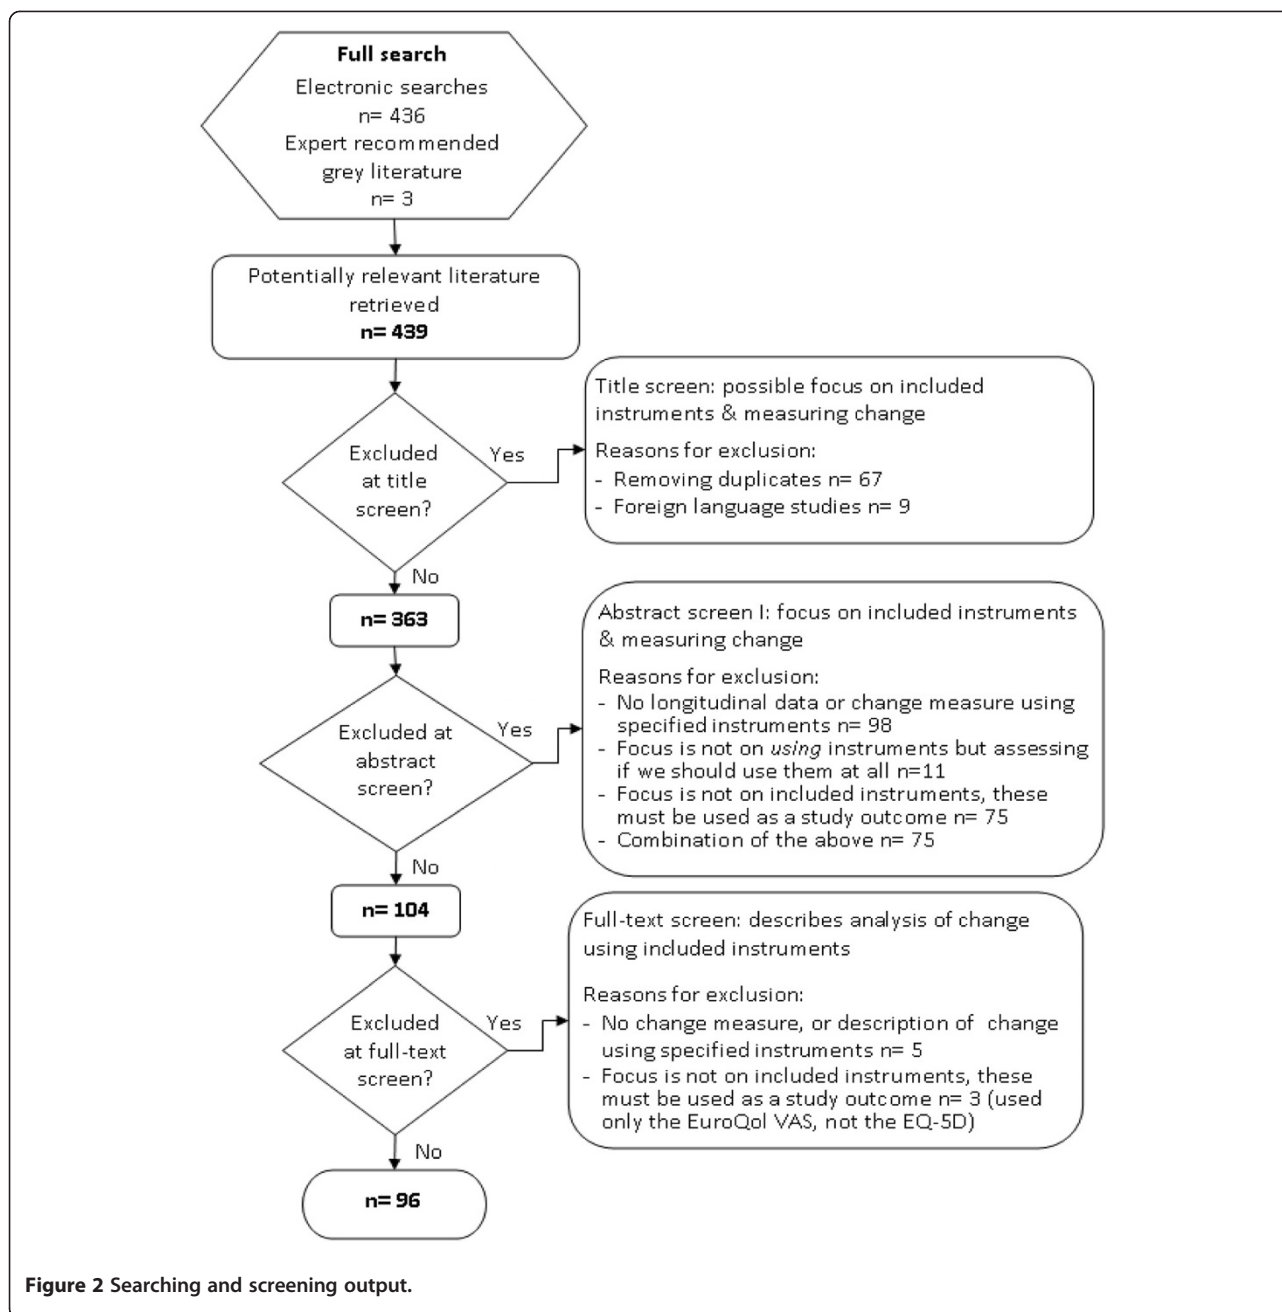 Full search
Electronic searches
n= 436
Expert recommended
grey literature
n= 3
Potentially relevant literature
retrieved
n= 439
Excluded
at title
screen?
Yes
Title screen: possible focus on included
instruments & measuring change
Reasons for exclusion:
- Removing duplicates n= 67
- Foreign language studies n= 9
No
n= 363
Excluded at
abstract
screen?
Yes
Abstract screen I: focus on included instruments
& measuring change
Reasons for exclusion:
- No longitudinal data or change measure using
specified instruments n= 98
- Focus is not on using instruments but assessing
if we should use them at all n=11
- Focus is not on included instruments, these
must be used as a study outcome n= 75
- Combination of the above n= 75
No
n= 104
Excluded
at full-text
screen?
Yes
Full-text screen: describes analysis of change
using included instruments
Reasons for exclusion:
- No change measure, or description of change
using specified instruments n= 5
- Focus is not on included instruments, these
must be used as a study outcome n= 3 (used
only the EuroQol VAS, not the EQ-5D)
No
n= 96
Figure 2 Searching and screening output.